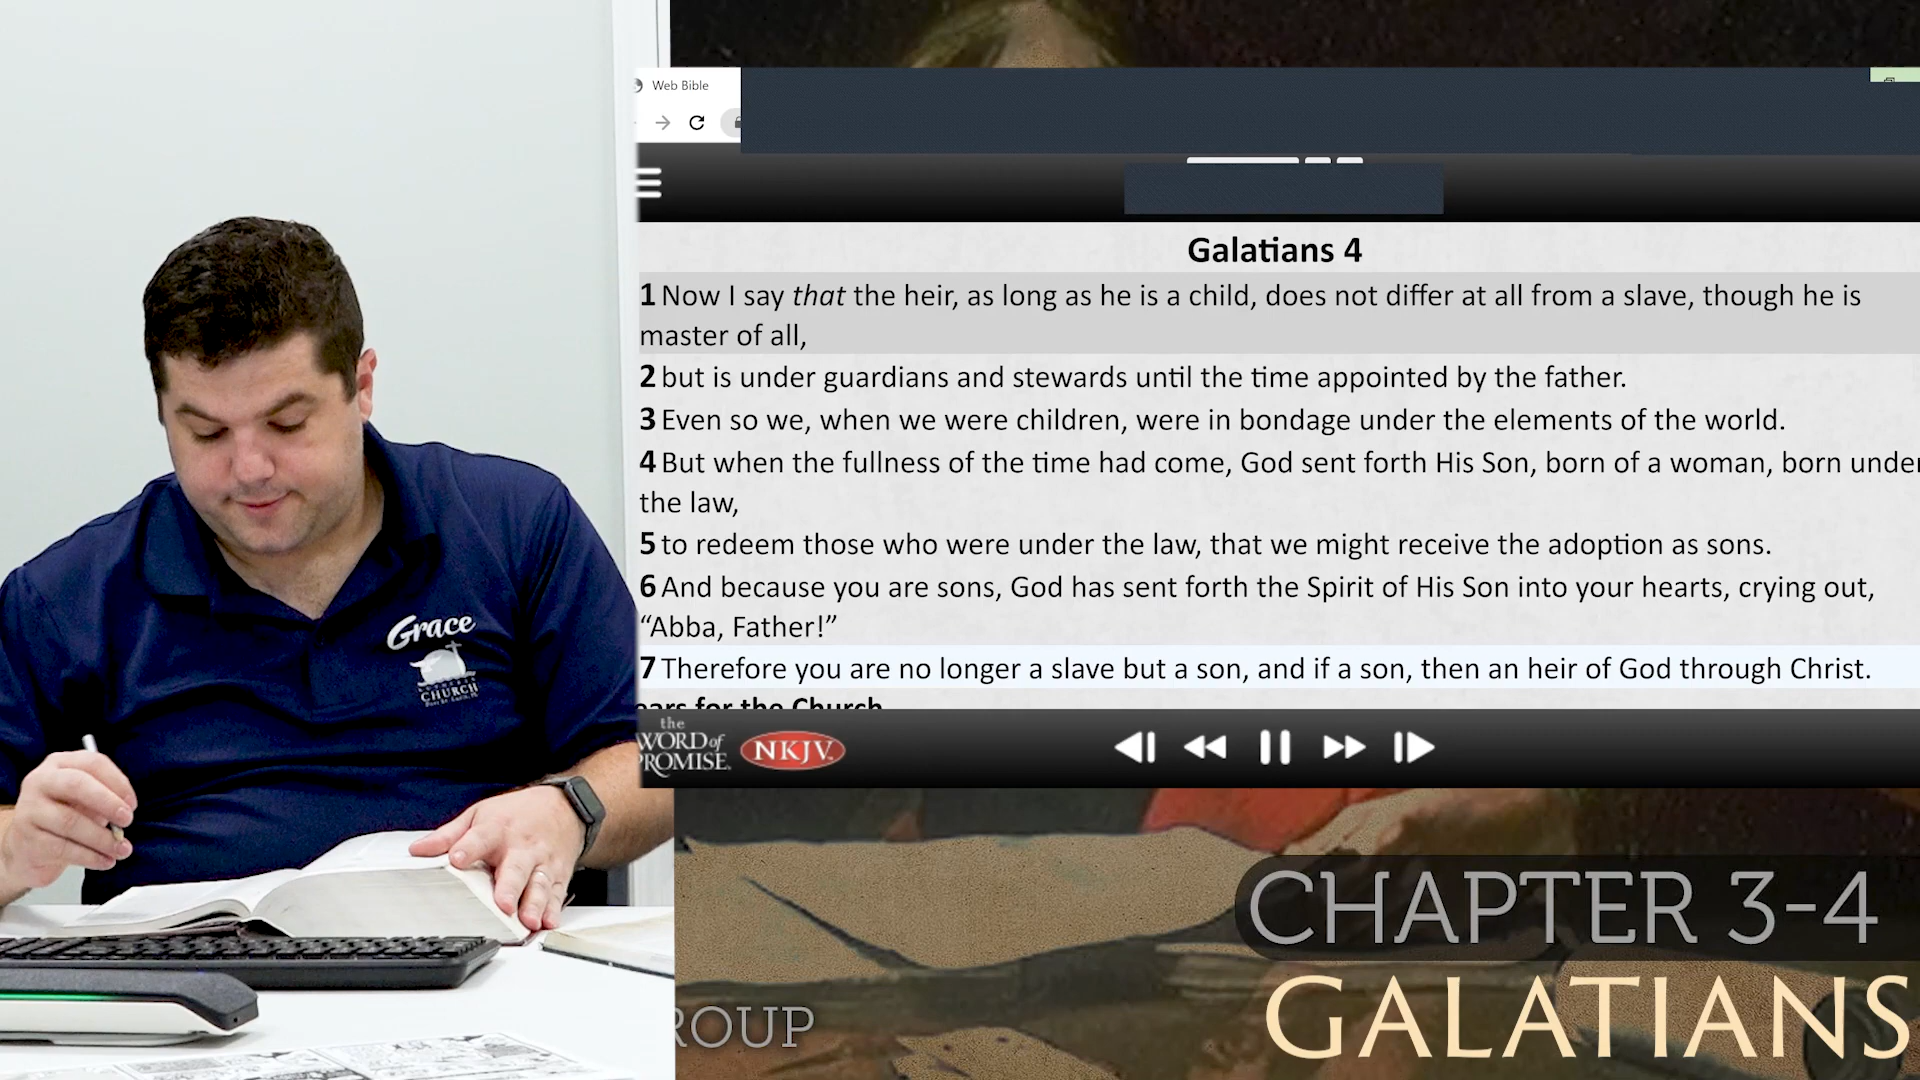 Web Bible
Galatians 4
1 Now I say that the heir, as long as he is a child, does not differ at all from a slave, though he is
master of all,
2 but is under guardians and stewards until the time appointed by the father.
3 Even so we, when we were children, were in bondage under the elements of the world.
4 But when the fullness of the time had come, God sent forth His Son, born of a woman, born under
the law,
5 to redeem those who were under the law, that we might receive the adoption as sons.
6 And because you are sons, God has sent forth the Spirit of His Son into your hearts, crying out,
“Abba, Father!”
7 Therefore you are no longer a slave but a son, and if a son, then an heir of God through Christ.
ears for the Church
the
WORD of
PROMISE
NKJV
Grace
CHURCH
CHAPTER 3-4
GALATIANS
ROUP